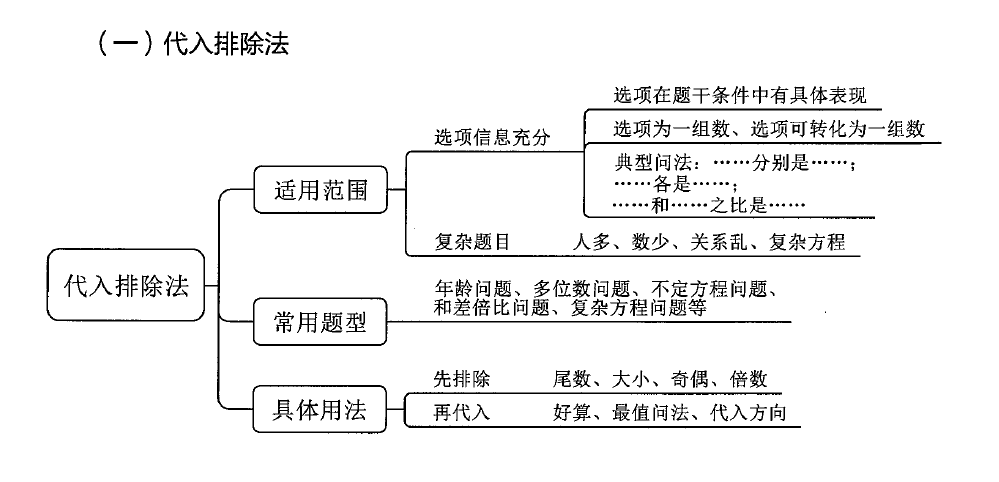 （一）代入排除法
选项在题干条件中有具体表现
选项信息充分
选项为一组数、选项可转化为一组数
典型问法：……分别是……；
……各是……；
……和……之比是……
适用范围
复杂题目 人多、数少、关系乱、复杂方程
代入排除法
年龄问题、多位数问题、不定方程问题、
和差倍比问题、复杂方程问题等
常用题型
先排除 尾数、大小、奇偶、倍数
具体用法
再代入 好算、最值问法、代入方向